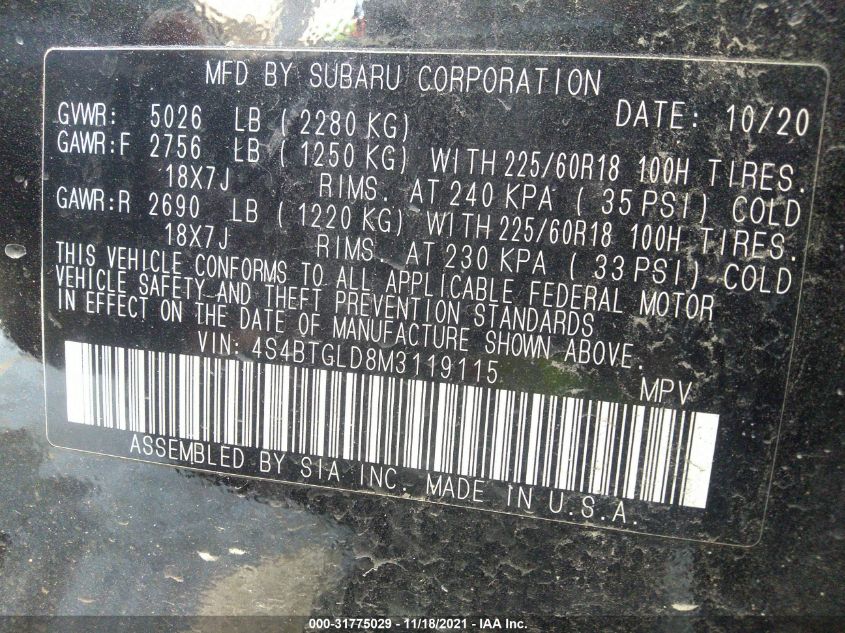 MFD BY SUBARU CORPORATION
GVWR: 5026 LB ( 2280 KG) DATE: 10/20
GAWR:F 2756 LB ( 1250 KG) WITH 225/60R18 100H TIRES.
18X7J RIMS. AT 240 KPA ( 35 PSI) COLD
GAWR:R 2690 LB ( 1220 KG) WITH 225/60R18 100H TIRES.
18X7J RIMS. AT 230 KPA ( 33 PSI) COLD
THIS VEHICLE CONFORMS TO ALL APPLICABLE FEDERAL MOTOR
VEHICLE SAFETY AND THEFT PREVENTION STANDARDS
IN EFFECT ON THE DATE OF MANUFACTURE SHOWN ABOVE.
VIN: 4S4BTGLD8M3119115
MPV
ASSEMBLED BY SIA INC. MADE IN U.S.A.
000-31775029 - 11/18/2021 - IAA Inc.